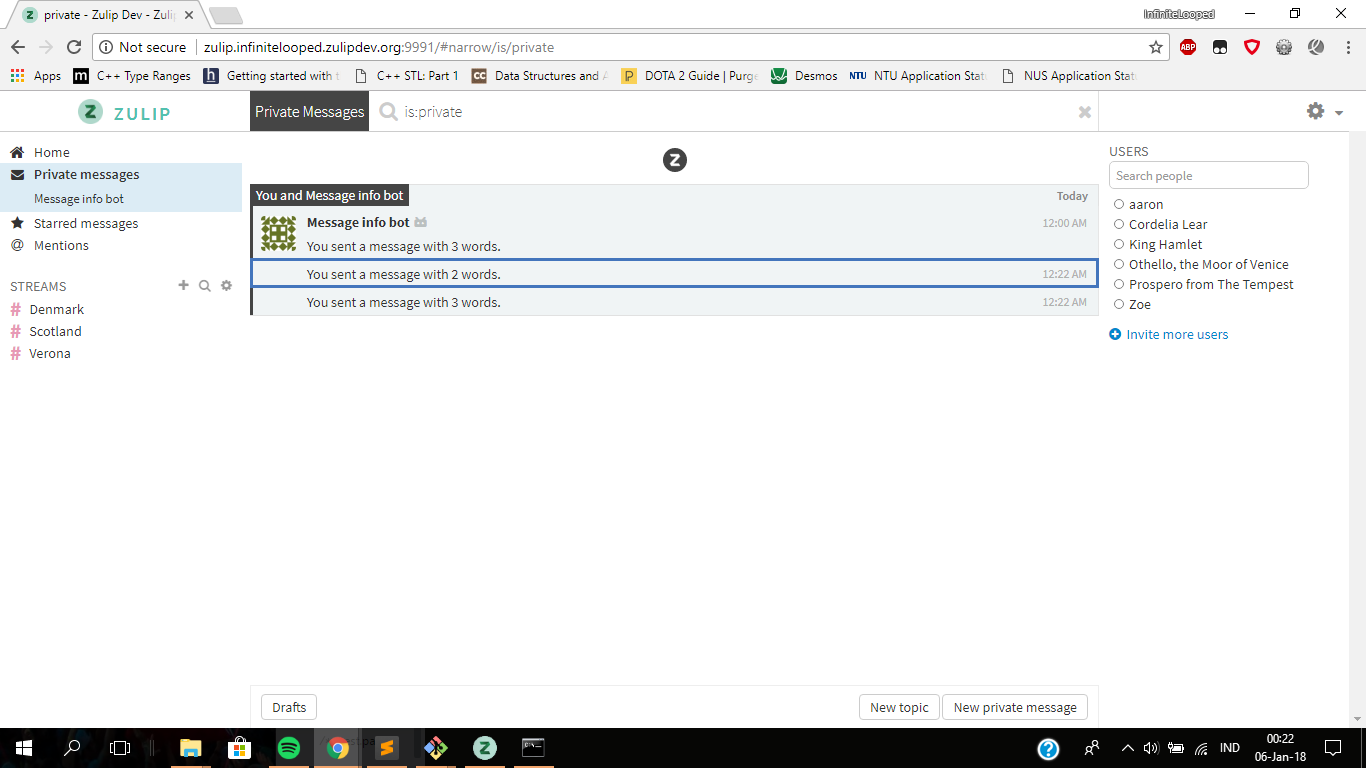 private - Zulip Dev - Zuli
InfiniteLooped
Not secure
zulip.infinitelooped.zulipdev.org:9991/#narrow/is/private
ABP
Apps
m C++ Type Ranges
h Getting started with t
C++ STL: Part 1
CC Data Structures and A
P DOTA 2 Guide | Purge
Desmos
NTU NTU Application Stat
NUS Application Stat
Z ZULIP
Private Messages
is:private
Home
Private messages
Message info bot
Starred messages
@ Mentions
STREAMS
# Denmark
# Scotland
# Verona
Z
You and Message info bot Today
Message info bot 12:00 AM
You sent a message with 3 words.
You sent a message with 2 words. 12:22 AM
You sent a message with 3 words. 12:22 AM
USERS
Search people
aaron
Cordelia Lear
King Hamlet
Othello, the Moor of Venice
Prospero from The Tempest
Zoe
Invite more users
Drafts
New topic
New private message
IND
00:22
06-Jan-18